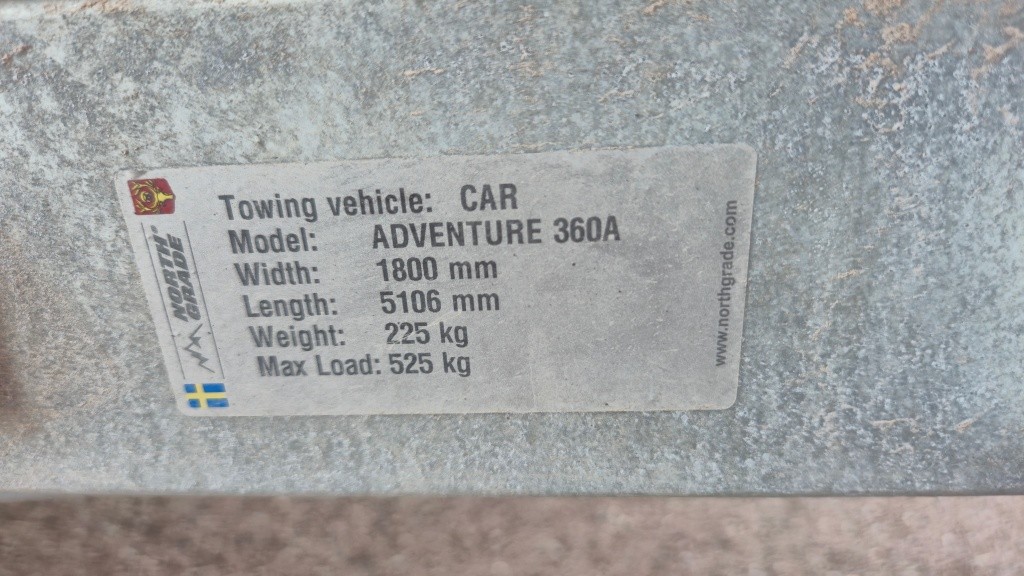 Towing vehicle: CAR
Model: ADVENTURE 360A
Width: 1800 mm
Length: 5106 mm
Weight: 225 kg
Max Load: 525 kg
NORTH
GRADE
www.northgrade.com